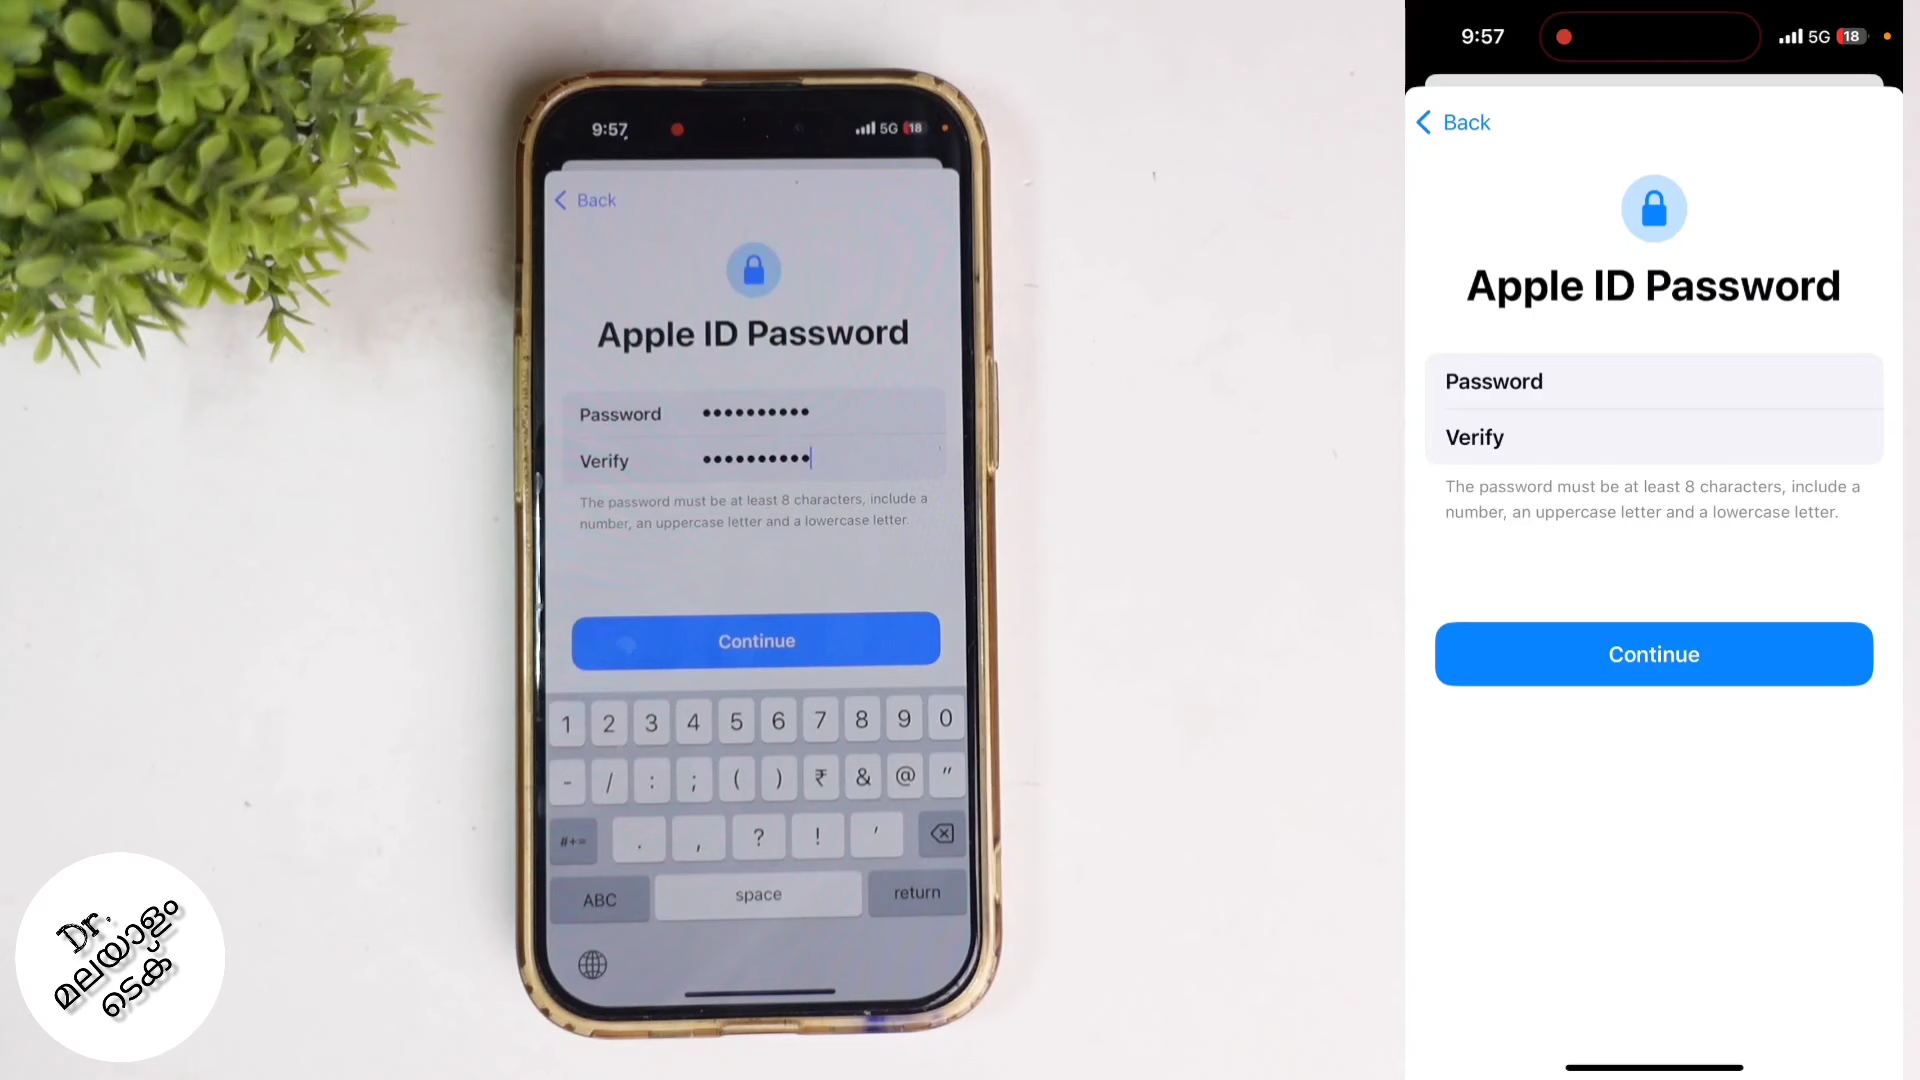 9:57
5G 18
Back
Apple ID Password
Password ••••••••••
Verify ••••••••••
The password must be at least 8 characters, include a
number, an uppercase letter and a lowercase letter.
Continue
1 2 3 4 5 6 7 8 9 0
- / : ; ( ) ₹ & @ "
#+= . , ? ! '
ABC space return
Dr.
മലയാളം
ടെക്
9:57
5G 18
Back
Apple ID Password
Password
Verify
The password must be at least 8 characters, include a
number, an uppercase letter and a lowercase letter.
Continue